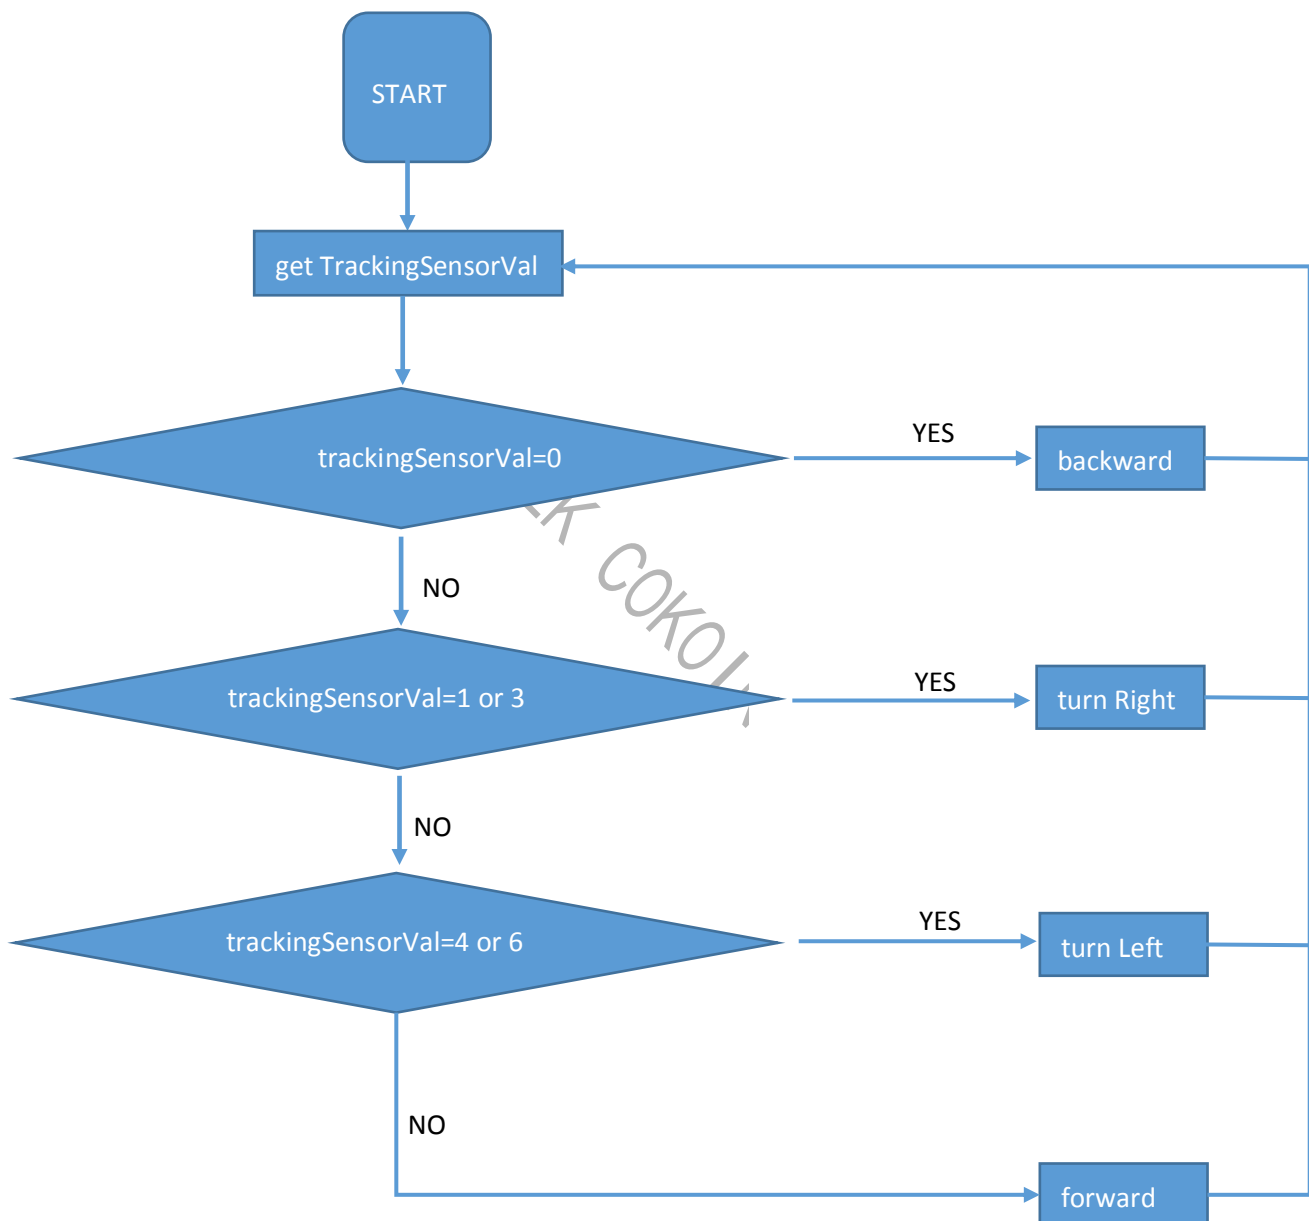 START
get TrackingSensorVal
trackingSensorVal=0
YES
backward
NO
COKO
trackingSensorVal=1 or 3
YES
turn Right
NO
trackingSensorVal=4 or 6
YES
turn Left
NO
forward